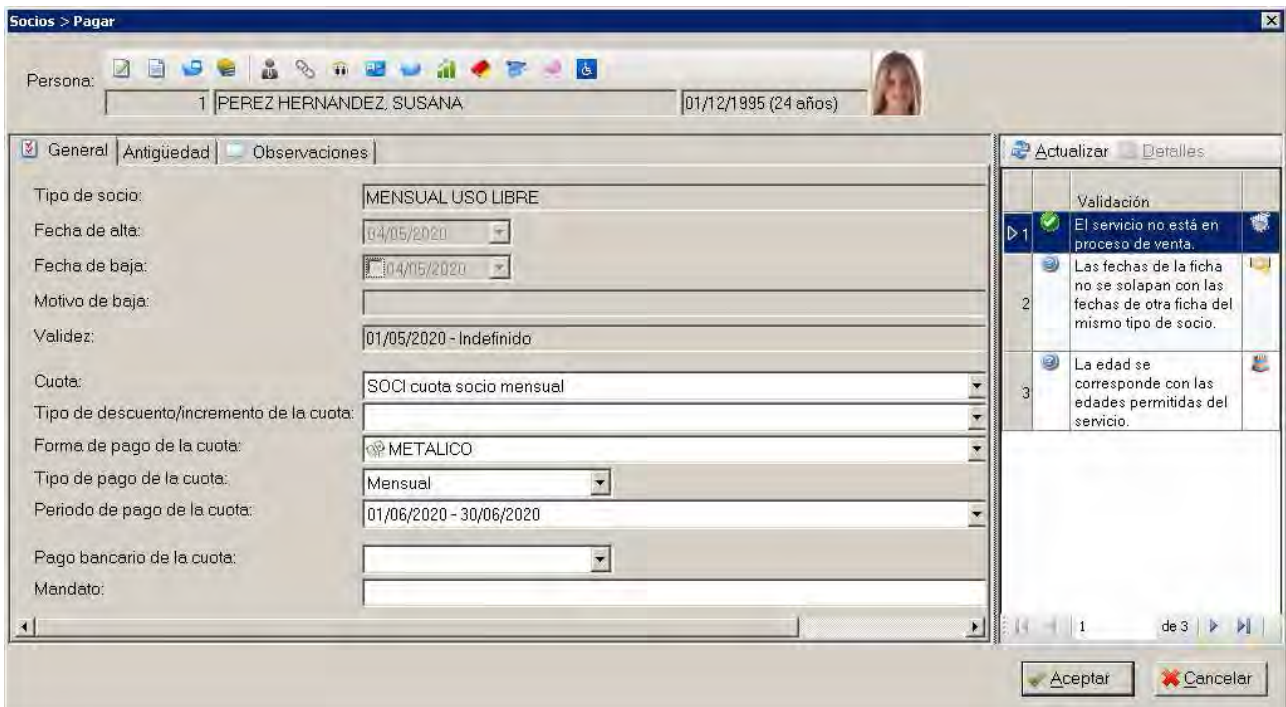 Socios > Pagar
Persona:
1 PEREZ HERNANDEZ, SUSANA 01/12/1995 (24 años)
General Antigüedad Observaciones
Tipo de socio: MENSUAL USO LIBRE
Fecha de alta: 04/05/2020
Fecha de baja: 04/05/2020
Motivo de baja:
Validez: 01/05/2020 - Indefinido
Cuota: SOCI cuota socio mensual
Tipo de descuento/incremento de la cuota:
Forma de pago de la cuota: METALICO
Tipo de pago de la cuota: Mensual
Periodo de pago de la cuota: 01/06/2020 - 30/06/2020
Pago bancario de la cuota:
Mandato:
Actualizar Detalles
Validación
1 El servicio no está en
proceso de venta.
2 Las fechas de la ficha
no se solapan con las
fechas de otra ficha del
mismo tipo de socio.
3 La edad se
corresponde con las
edades permitidas del
servicio.
1 de 3
Aceptar Cancelar